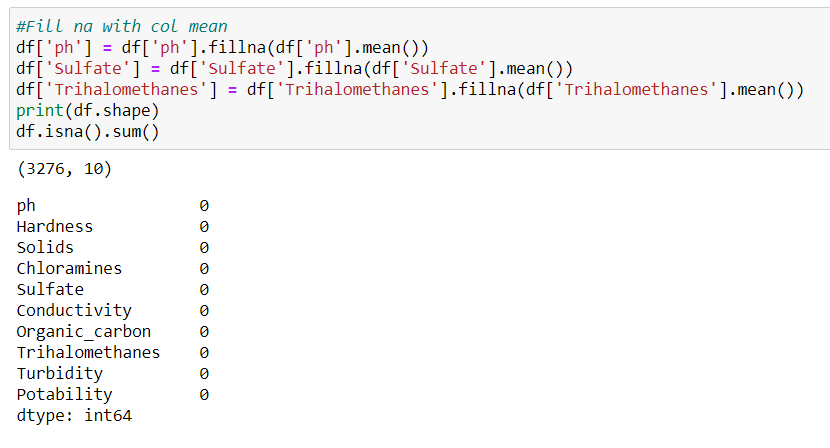 #Fill na with col mean
df['ph'] = df['ph'].fillna(df['ph'].mean())
df['Sulfate'] = df['Sulfate'].fillna(df['Sulfate'].mean())
df['Trihalomethanes'] = df['Trihalomethanes'].fillna(df['Trihalomethanes'].mean())
print(df.shape)
df.isna().sum()
(3276, 10)
ph                 0
Hardness           0
Solids             0
Chloramines        0
Sulfate            0
Conductivity       0
Organic_carbon     0
Trihalomethanes    0
Turbidity          0
Potability         0
dtype: int64